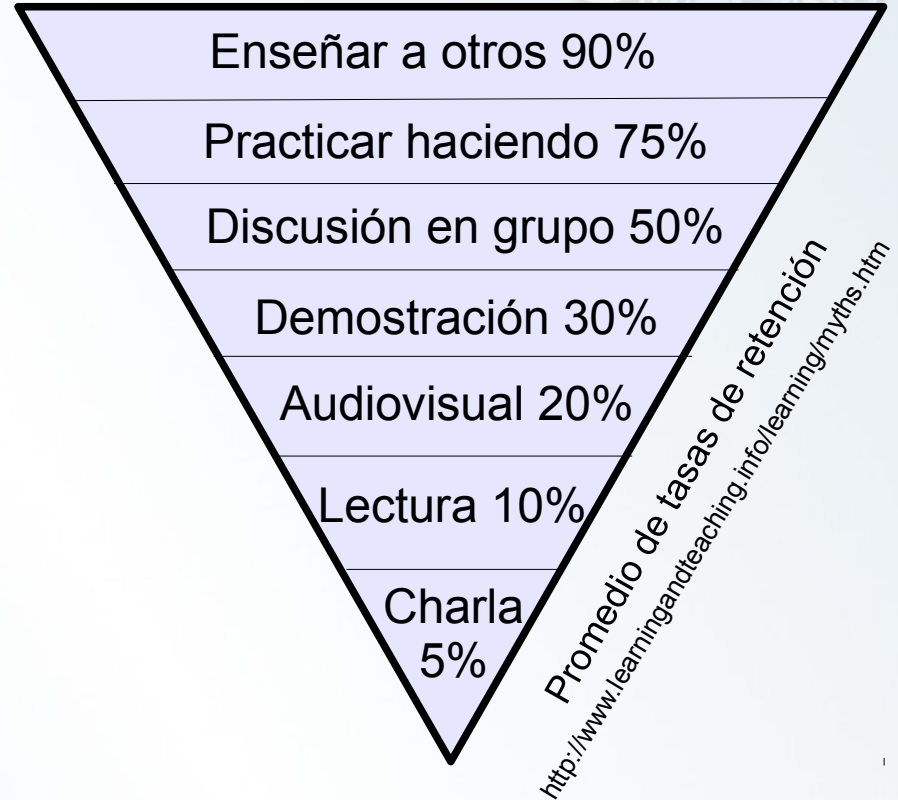 Enseñar a otros 90%
Practicar haciendo 75%
Discusión en grupo 50%
Demostración 30%
Audiovisual 20%
Lectura 10%
Charla
5%
Promedio de tasas de retención
http://www.learningandteaching.info/learning/myths.htm